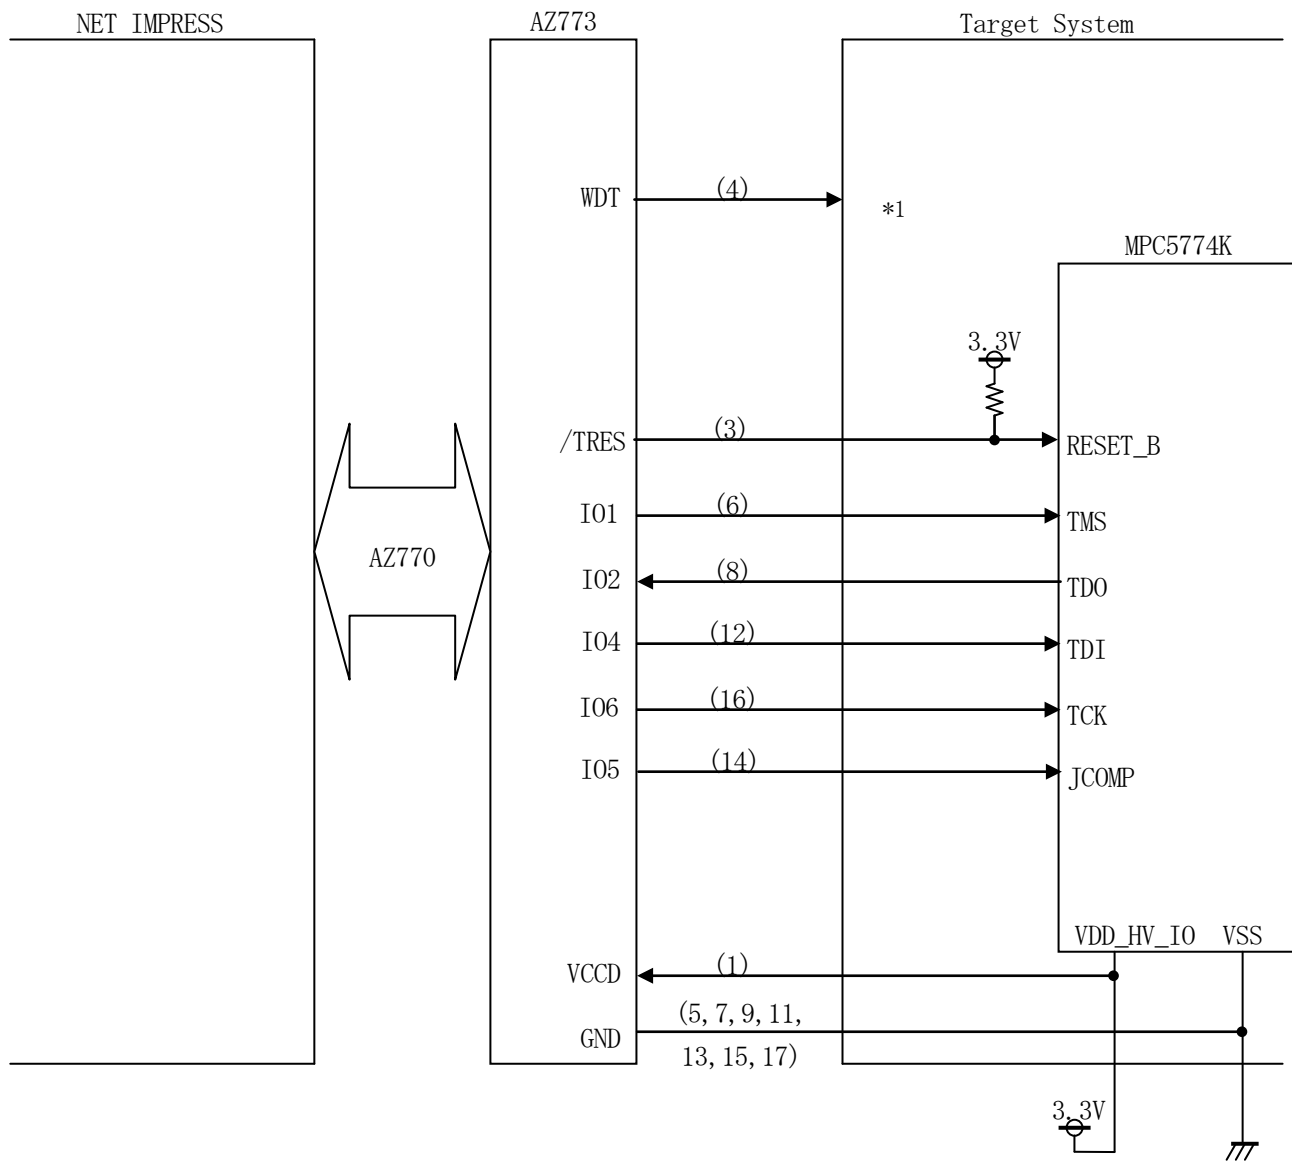 NET IMPRESS
AZ773
Target System
WDT
(4)
*1
MPC5774K
3.3V
/TRES
(3)
RESET_B
IO1
(6)
TMS
AZ770
IO2
(8)
TDO
IO4
(12)
TDI
IO6
(16)
TCK
IO5
(14)
JCOMP
VDD_HV_IO
VSS
VCCD
(1)
GND
(5,7,9,11,
13,15,17)
3.3V